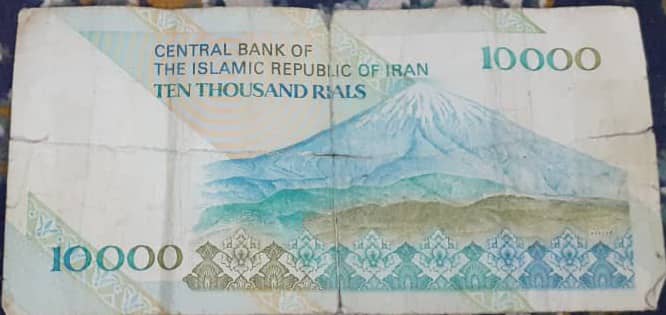 CENTRAL BANK OF
THE ISLAMIC REPUBLIC OF IRAN
TEN THOUSAND RIALS
10000
10000